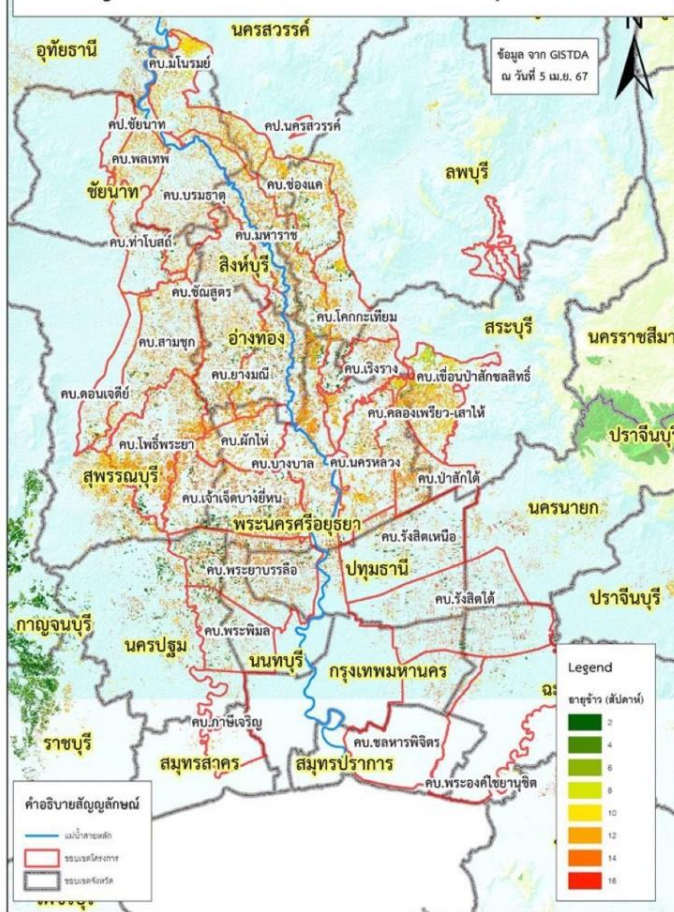 นครสวรรค์
N
อุทัยธานี
ข้อมูล จาก GISTDA
ณ วันที่ 5 เม.ย. 67
คบ.มโนรมย์
คป.ชัยนาท
คป.นครสวรรค์
คบ.พลเทพ
ลพบุรี
ชัยนาท
คบ.บรมธาตุ
คบ.ช่องแค
คบ.มหาราช
คบ.ท่าโบสถ์
สิงห์บุรี
คบ.ชัณสูตร
คบ.โคกกะเทียม
สระบุรี
คบ.สามชุก
อ่างทอง
นครราชสีมา
คบ.เริงราง
คบ.ยางมณี
คบ.เขื่อนป่าสักชลสิทธิ์
คบ.ดอนเจดีย์
คบ.คลองเพรียว-เสาไห้
คบ.โพธิ์พระยา
คบ.ผักไห่
ปราจีนบุรี
คบ.บางบาล
คบ.นครหลวง
สุพรรณบุรี
คบ.ป่าสักใต้
คบ.เจ้าเจ็ดบางยี่หน
นครนายก
พระนครศรีอยุธยา
คบ.รังสิตเหนือ
คบ.พระยาบรรลือ
ปทุมธานี
คบ.รังสิตใต้
ปราจีนบุรี
กาญจนบุรี
คบ.พระพิมล
นครปฐม
นนทบุรี
กรุงเทพมหานคร
Legend
อายุข้าว (สัปดาห์)
2
4
6
8
10
12
14
16
คบ.ภาษีเจริญ
ราชบุรี
คบ.ชลหารพิจิตร
สมุทรสาคร
สมุทรปราการ
คบ.พระองค์ไชยานุชิต
คำอธิบายสัญญลักษณ์
แม่น้ำสายหลัก
ขอบเขตโครงการ
ขอบเขตจังหวัด